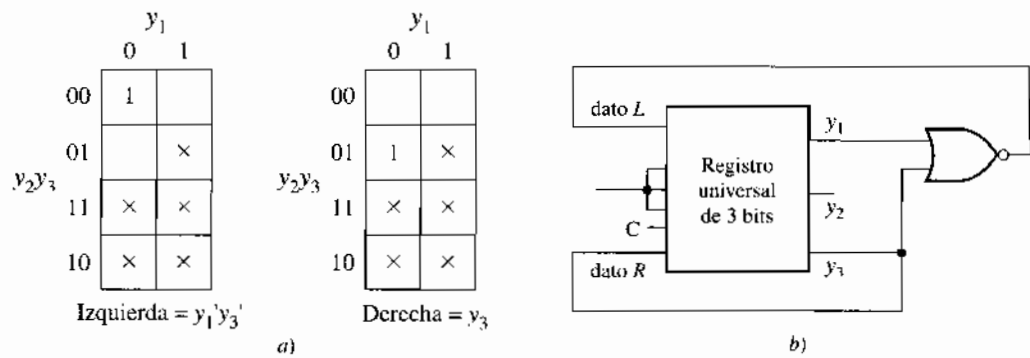 y₁
0 1
00 1
01 ×
y₂y₃
11 × ×
10 × ×
Izquierda = y₁'y₃'
y₁
0 1
00
01 1 ×
y₂y₃
11 × ×
10 × ×
Derecha = y₃
a)
dato L
Registro
universal
de 3 bits
C
dato R
y₁
y₂
y₃
b)